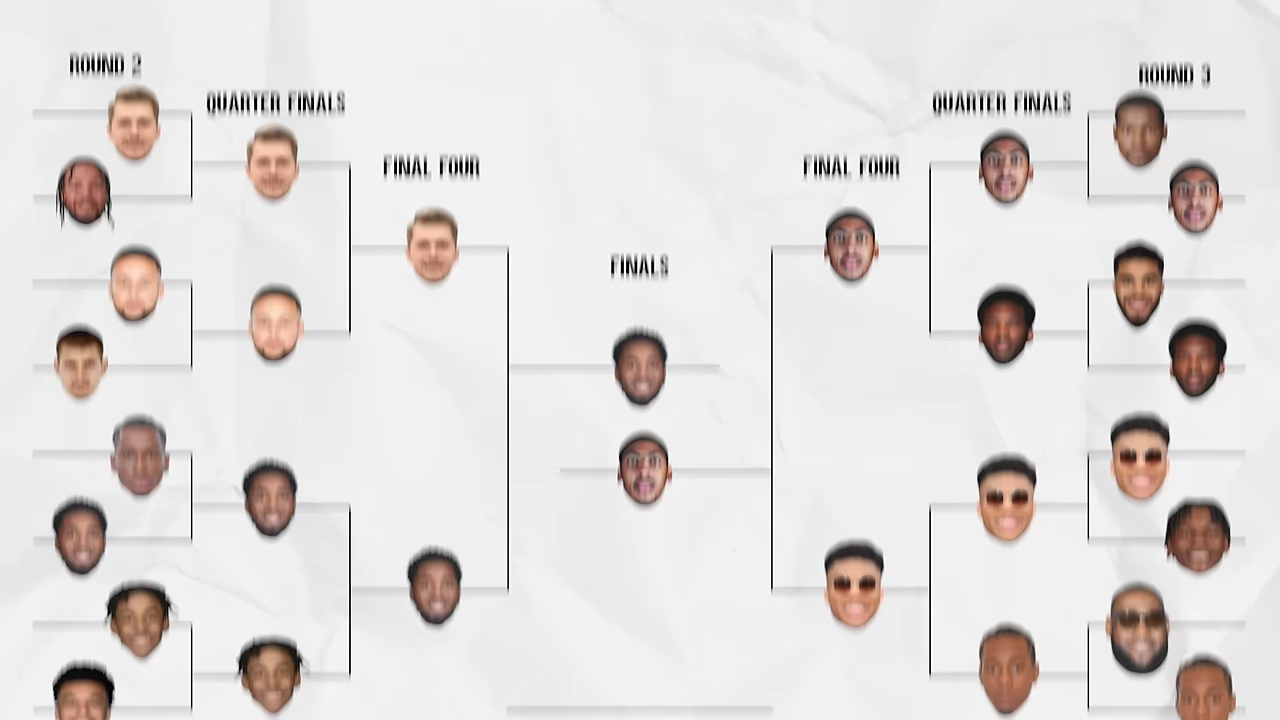 ROUND 2
QUARTER FINALS
FINAL FOUR
FINALS
FINAL FOUR
QUARTER FINALS
ROUND 3